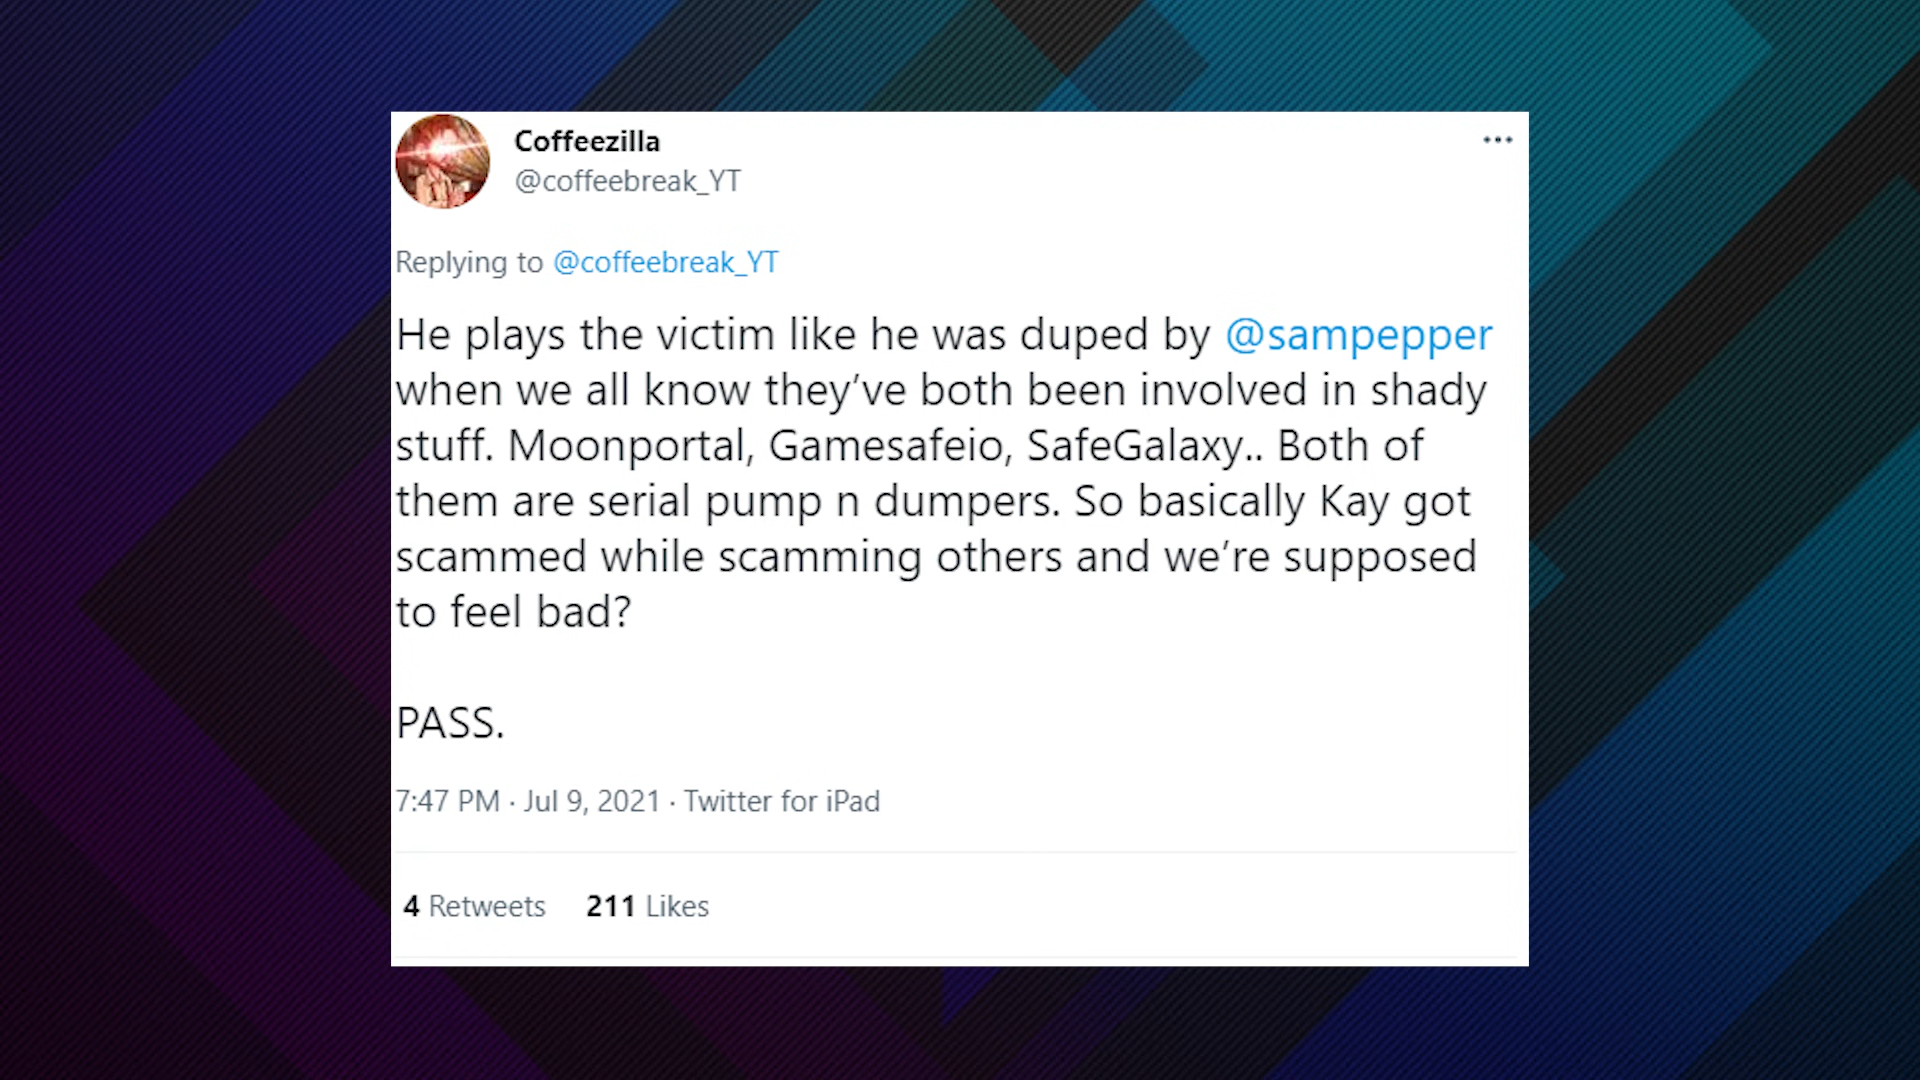 Coffeezilla
@coffeebreak_YT
Replying to @coffeebreak_YT
He plays the victim like he was duped by @sampepper
when we all know they’ve both been involved in shady
stuff. Moonportal, Gamesafeio, SafeGalaxy.. Both of
them are serial pump n dumpers. So basically Kay got
scammed while scamming others and we’re supposed
to feel bad?
PASS.
7:47 PM · Jul 9, 2021 · Twitter for iPad
4 Retweets 211 Likes